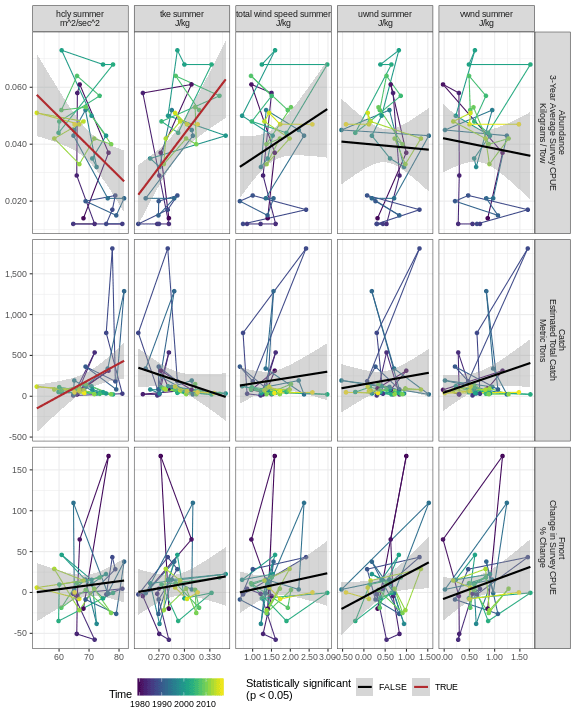 hcly summer
m^2/sec^2
tke summer
J/kg
total wind speed summer
J/kg
uwnd summer
J/kg
vwnd summer
J/kg
0.060
0.040
0.020
Abundance
3-Year Average Survey CPUE
Kilograms / Tow
1,500
1,000
500
0
-500
Catch
Estimated Total Catch
Metric Tons
150
100
50
0
-50
Fmort
Change in Survey CPUE
% Change
60 70 80
0.270 0.300 0.330
1.00 1.50 2.00 2.50 3.00
-0.50 0.00 0.50 1.00 1.50
0.00 0.50 1.00 1.50
Time
1980 1990 2000 2010
Statistically significant
(p < 0.05)
FALSE
TRUE